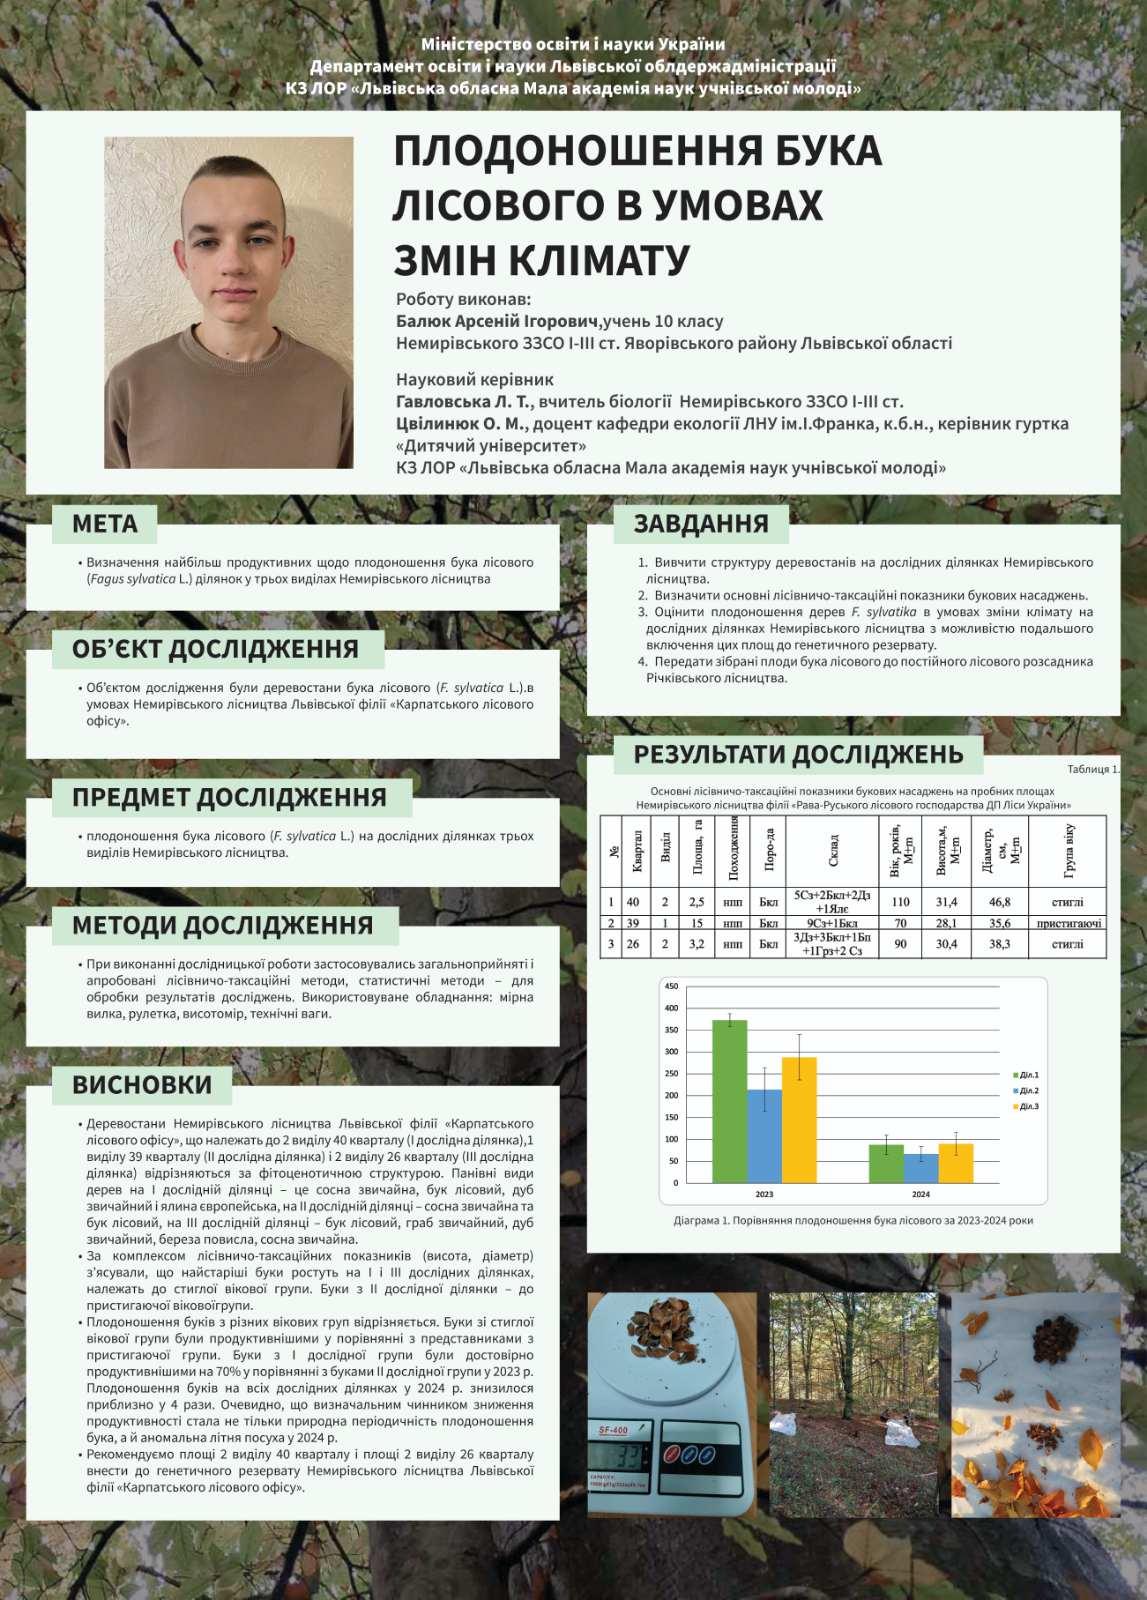 Міністерство освіти і науки України
Департамент освіти і науки Львівської облдержадміністрації
КЗ ЛОР «Львівська обласна Мала академія наук учнівської молоді»
ПЛОДОНОШЕННЯ БУКА
ЛІСОВОГО В УМОВАХ
ЗМІН КЛІМАТУ
Роботу виконав:
Балюк Арсеній Ігорович,учень 10 класу
Немирівського ЗЗСО І-ІІІ ст. Яворівського району Львівської області
Науковий керівник
Гавловська Л. Т., вчитель біології Немирівського ЗЗСО І-ІІІ ст.
Цвілинюк О. М., доцент кафедри екології ЛНУ ім.І.Франка, к.б.н., керівник гуртка
«Дитячий університет»
КЗ ЛОР «Львівська обласна Мала академія наук учнівської молоді»
МЕТА
• Визначення найбільш продуктивних щодо плодоношення бука лісового
(Fagus sylvatica L.) ділянок у трьох виділах Немирівського лісництва
ОБ’ЄКТ ДОСЛІДЖЕННЯ
• Об’єктом дослідження були деревостани бука лісового (F. sylvatica L.).в
умовах Немирівського лісництва Львівської філії «Карпатського лісового
офісу».
ПРЕДМЕТ ДОСЛІДЖЕННЯ
• плодоношення бука лісового (F. sylvatica L.) на дослідних ділянках трьох
виділів Немирівського лісництва.
МЕТОДИ ДОСЛІДЖЕННЯ
• При виконанні дослідницької роботи застосовувались загальноприйняті і
апробовані лісівничо-таксаційні методи, статистичні методи – для
обробки результатів досліджень. Використовуване обладнання: мірна
вилка, рулетка, висотомір, технічні ваги.
ВИСНОВКИ
• Деревостани Немирівського лісництва Львівської філії «Карпатського
лісового офісу», що належать до 2 виділу 40 кварталу (І дослідна ділянка),1
виділу 39 кварталу (ІІ дослідна ділянка) і 2 виділу 26 кварталу (ІІІ дослідна
ділянка) відрізняються за фітоценотичною структурою. Панівні види
дерев на І дослідній ділянці – це сосна звичайна, бук лісовий, дуб
звичайний і ялина європейська, на ІІ дослідній ділянці – сосна звичайна та
бук лісовий, на ІІІ дослідній ділянці – бук лісовий, граб звичайний, дуб
звичайний, береза повисла, сосна звичайна.
• За комплексом лісівничо-таксаційних показників (висота, діаметр)
з’ясували, що найстаріші буки ростуть на І і ІІІ дослідних ділянках,
належать до стиглої вікової групи. Буки з ІІ дослідної ділянки – до
пристигаючої віковоїгрупи.
• Плодоношення буків з різних вікових груп відрізняється. Буки зі стиглої
вікової групи були продуктивнішими у порівнянні з представниками з
пристигаючої групи. Буки з І дослідної групи були достовірно
продуктивнішими на 70% у порівнянні з буками ІІ дослідної групи у 2023 р.
Плодоношення буків на всіх дослідних ділянках у 2024 р. знизилося
приблизно у 4 рази. Очевидно, що визначальним чинником зниження
продуктивності стала не тільки природна періодичність плодоношення
бука, а й аномальна літня посуха у 2024 р.
• Рекомендуємо площі 2 виділу 40 кварталу і площі 2 виділу 26 кварталу
внести до генетичного резервату Немирівського лісництва Львівської
філії «Карпатського лісового офісу».
ЗАВДАННЯ
1. Вивчити структуру деревостанів на дослідних ділянках Немирівського
лісництва.
2. Визначити основні лісівничо-таксаційні показники букових насаджень.
3. Оцінити плодоношення дерев F. sylvatika в умовах зміни клімату на
дослідних ділянках Немирівського лісництва з можливістю подальшого
включення цих площ до генетичного резервату.
4. Передати зібрані плоди бука лісового до постійного лісового розсадника
Річківського лісництва.
РЕЗУЛЬТАТИ ДОСЛІДЖЕНЬ
Таблиця 1.
Основні лісівничо-таксаційні показники букових насаджень на пробних площах
Немирівського лісництва філії «Рава-Руського лісового господарства ДП Ліси України»
№ Квартал Виділ Площа, га Походження Поро-да Склад Вік, років, M±m Висота,м, M±m Діаметр, см, M±m Група віку
1 40 2 2,5 нпп Бкл 5Сз+2Бкл+2Дз +1Ялє 110 31,4 46,8 стиглі
2 39 1 15 нпп Бкл 9Сз+1Бкл 70 28,1 35,6 пристигаючі
3 26 2 3,2 нпп Бкл 3Дз+3Бкл+1Бп +1Грз+2 Сз 90 30,4 38,3 стиглі
450
400
350
300
250
200
150
100
50
0
2023 2024
Діл.1
Діл.2
Діл.3
Діаграма 1. Порівняння плодоношення бука лісового за 2023-2024 роки
SF-400
33
CAPACITY: